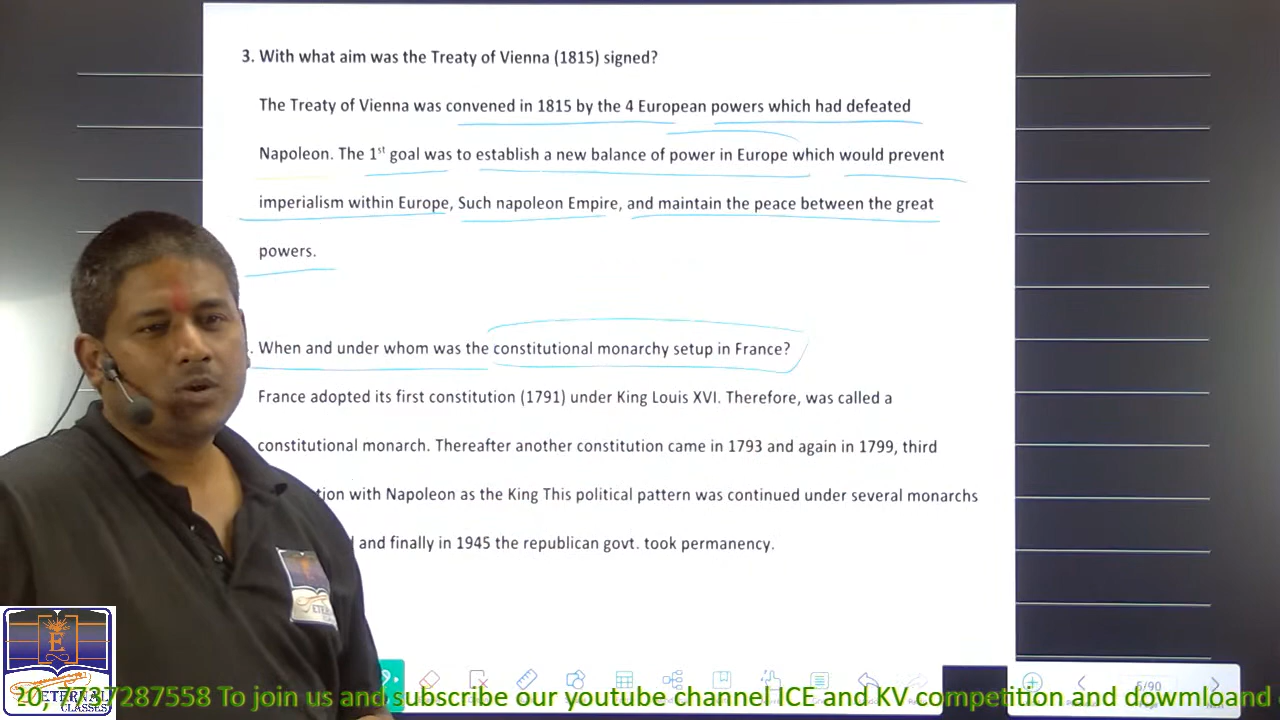 3. With what aim was the Treaty of Vienna (1815) signed?
The Treaty of Vienna was convened in 1815 by the 4 European powers which had defeated
Napoleon. The 1st goal was to establish a new balance of power in Europe which would prevent
imperialism within Europe, Such napoleon Empire, and maintain the peace between the great
powers.
. When and under whom was the constitutional monarchy setup in France?
France adopted its first constitution (1791) under King Louis XVI. Therefore, was called a
constitutional monarch. Thereafter another constitution came in 1793 and again in 1799, third
tion with Napoleon as the King This political pattern was continued under several monarchs
and finally in 1945 the republican govt. took permanency.
E
ETERNAL
CLASSES
To join us and subscribe our youtube channel ICE and KV competition and dowmloand